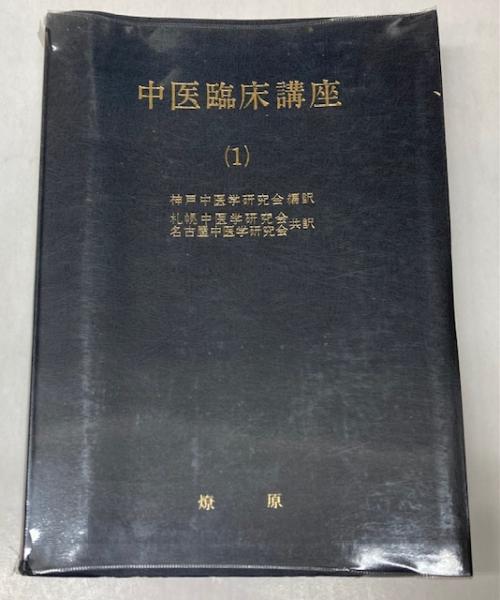 中医臨床講座
(1)
神戸中医学研究会編訳
札幌中医学研究会
名古屋中医学研究会 共訳
燎原